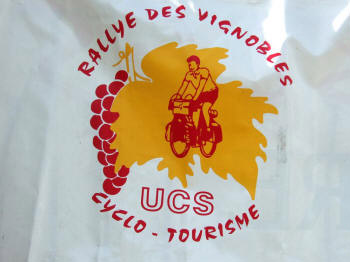 RALLYE DES VIGNOBLES
UCS
CYCLO - TOURISME